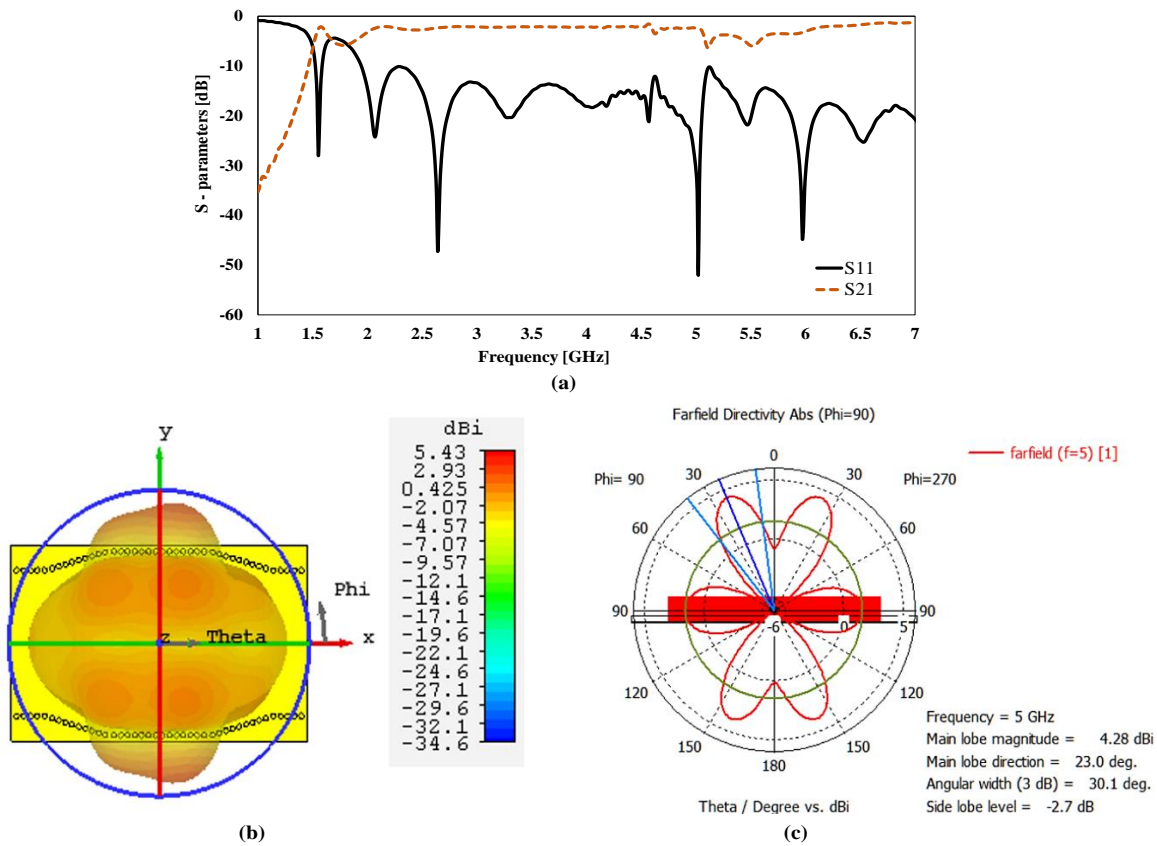 0
-10
-20
-30
-40
-50
-60
S - parameters [dB]
S11
S21
1 1.5 2 2.5 3 3.5 4 4.5 5 5.5 6 6.5 7
Frequency [GHz]
(a)
y
Phi
z Theta x
dBi
5.43
2.93
0.425
-2.07
-4.57
-7.07
-9.57
-12.1
-14.6
-17.1
-19.6
-22.1
-24.6
-27.1
-29.1
-32.1
-34.6
(b)
Farfield Directivity Abs (Phi=90)
farfield (f=5) [1]
0
30 30
Phi= 90 Phi=270
60 60
90 90
-6 0 5
120 120
150 150
180
Theta / Degree vs. dBi
Frequency = 5 GHz
Main lobe magnitude = 4.28 dBi
Main lobe direction = 23.0 deg.
Angular width (3 dB) = 30.1 deg.
Side lobe level = -2.7 dB
(c)